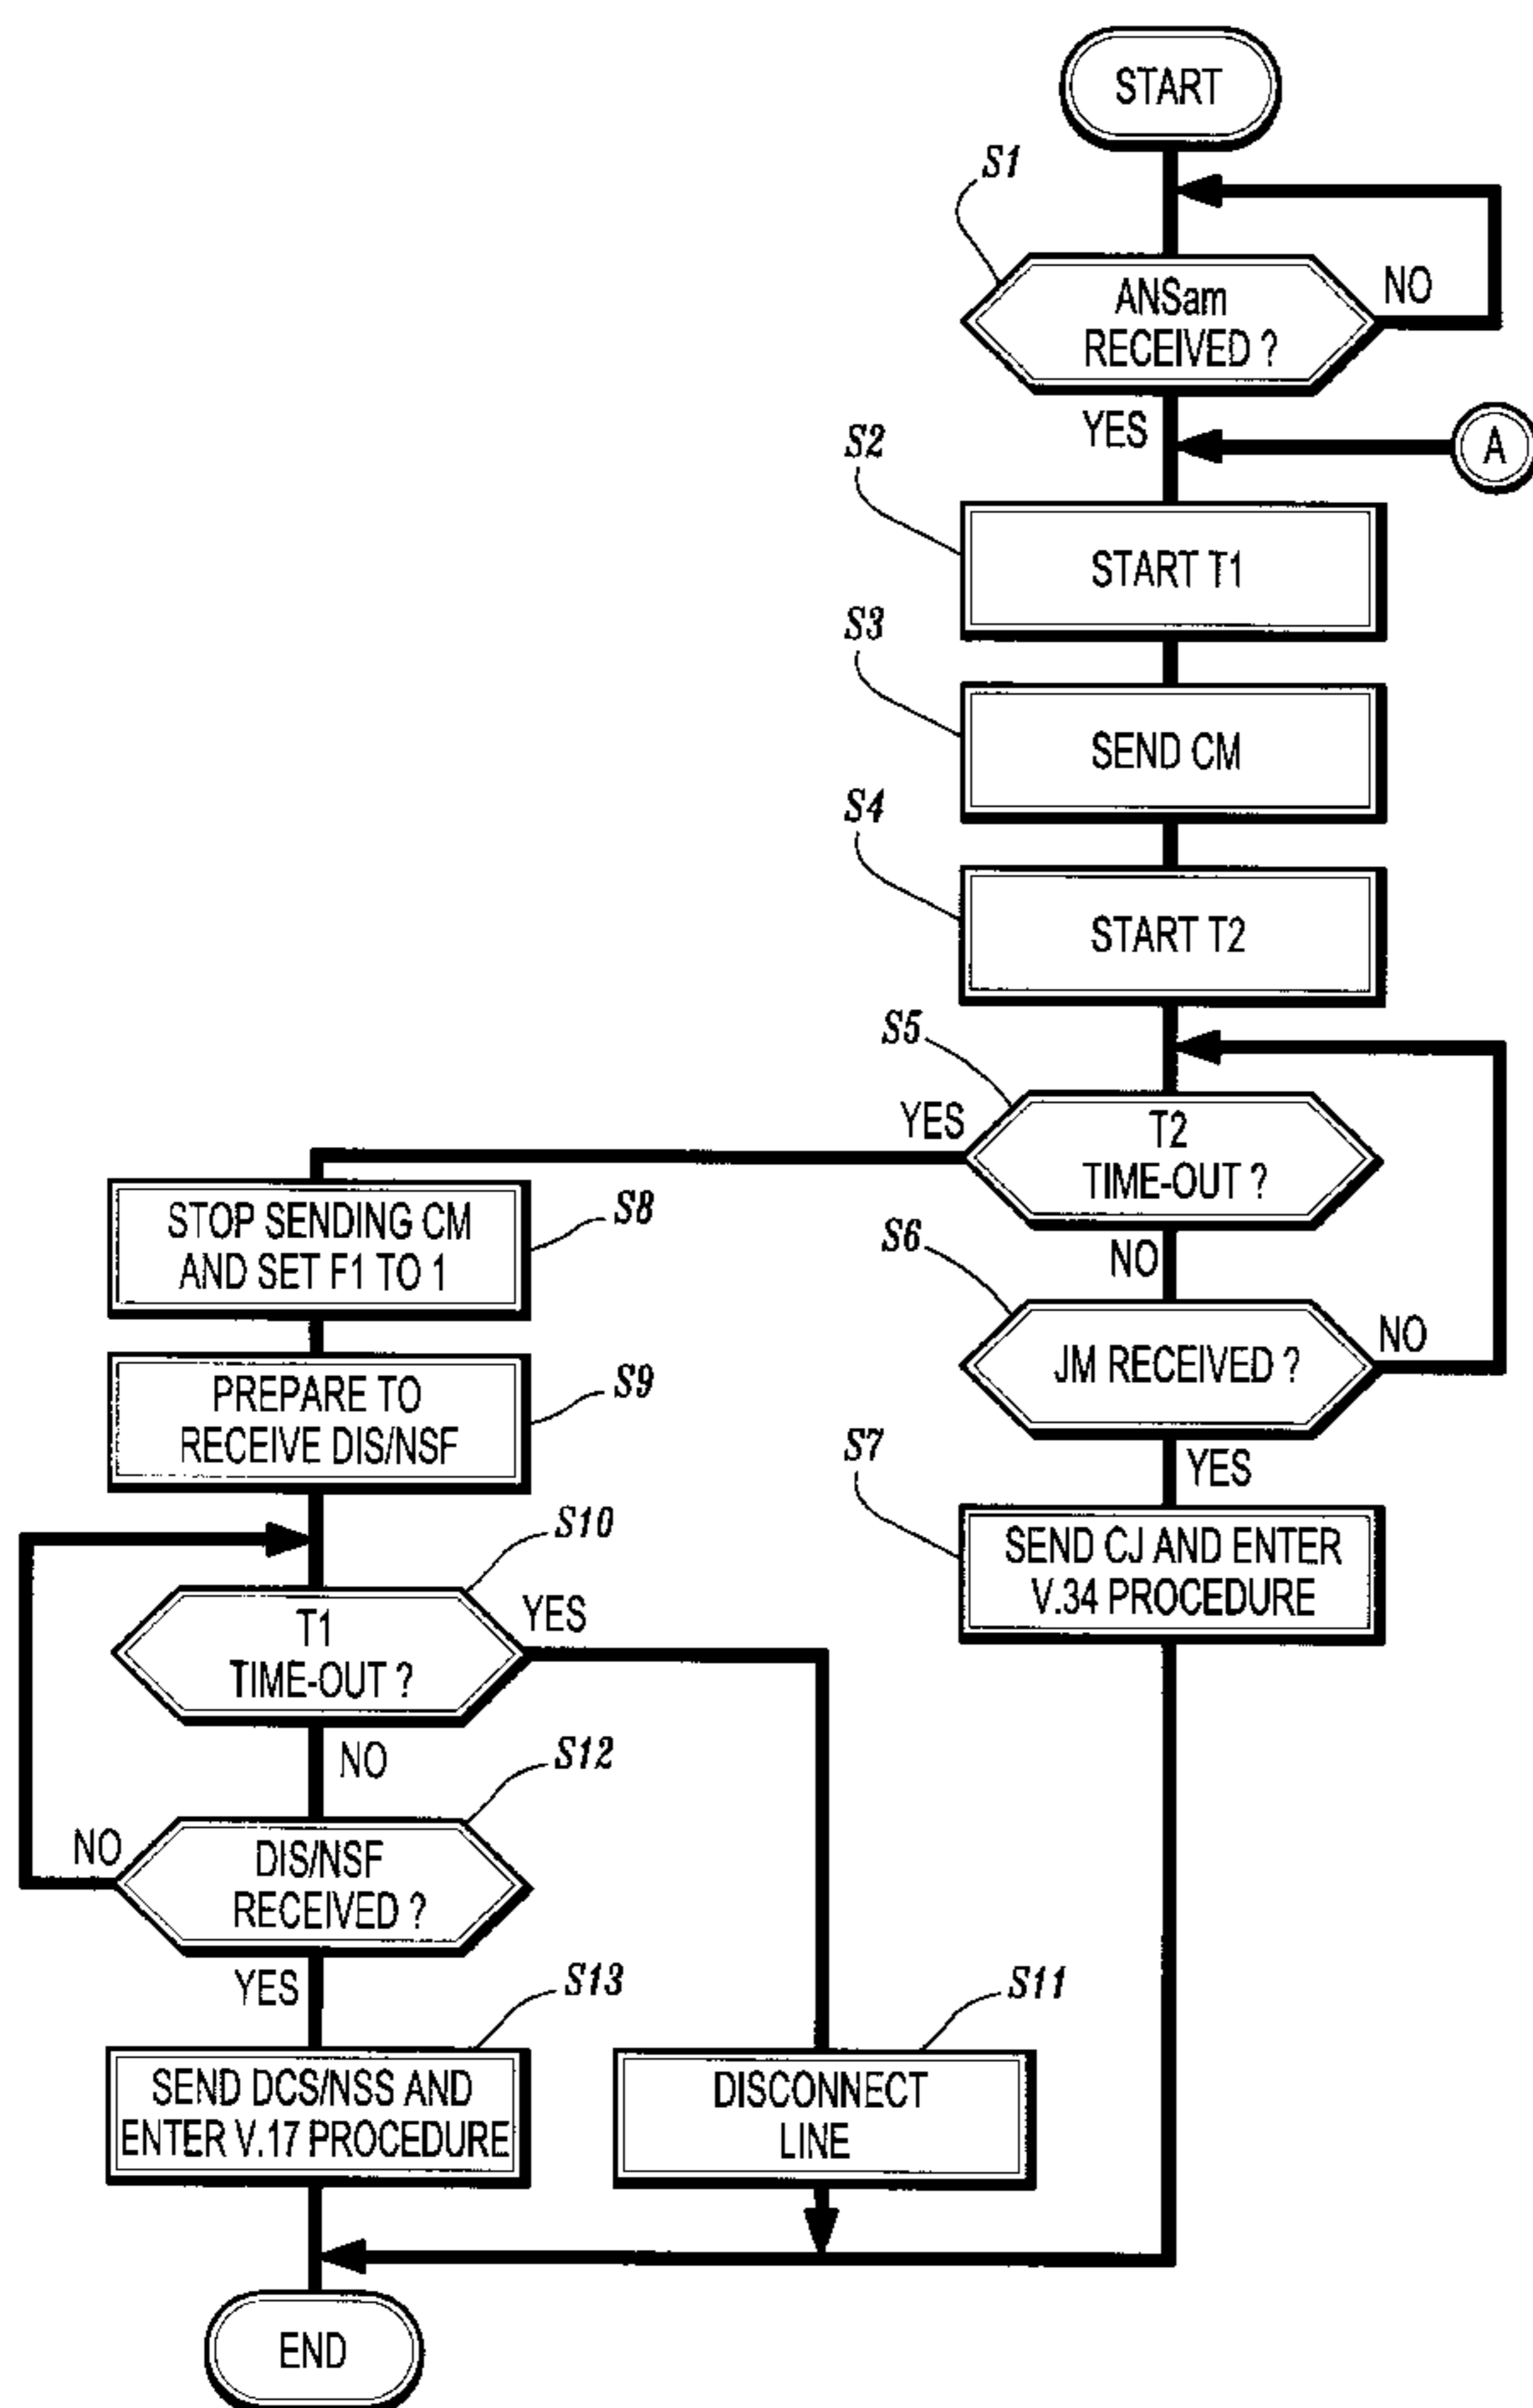 START
S1
ANSam
RECEIVED ?
NO
YES
A
S2
START T1
S3
SEND CM
S4
START T2
S5
YES
T2
TIME-OUT ?
NO
S6
JM RECEIVED ?
NO
YES
S7
SEND CJ AND ENTER
V.34 PROCEDURE
STOP SENDING CM
AND SET F1 TO 1
S8
PREPARE TO
RECEIVE DIS/NSF
S9
S10
T1
TIME-OUT ?
YES
NO
S12
NO
DIS/NSF
RECEIVED ?
YES
S13
SEND DCS/NSS AND
ENTER V.17 PROCEDURE
S11
DISCONNECT
LINE
END